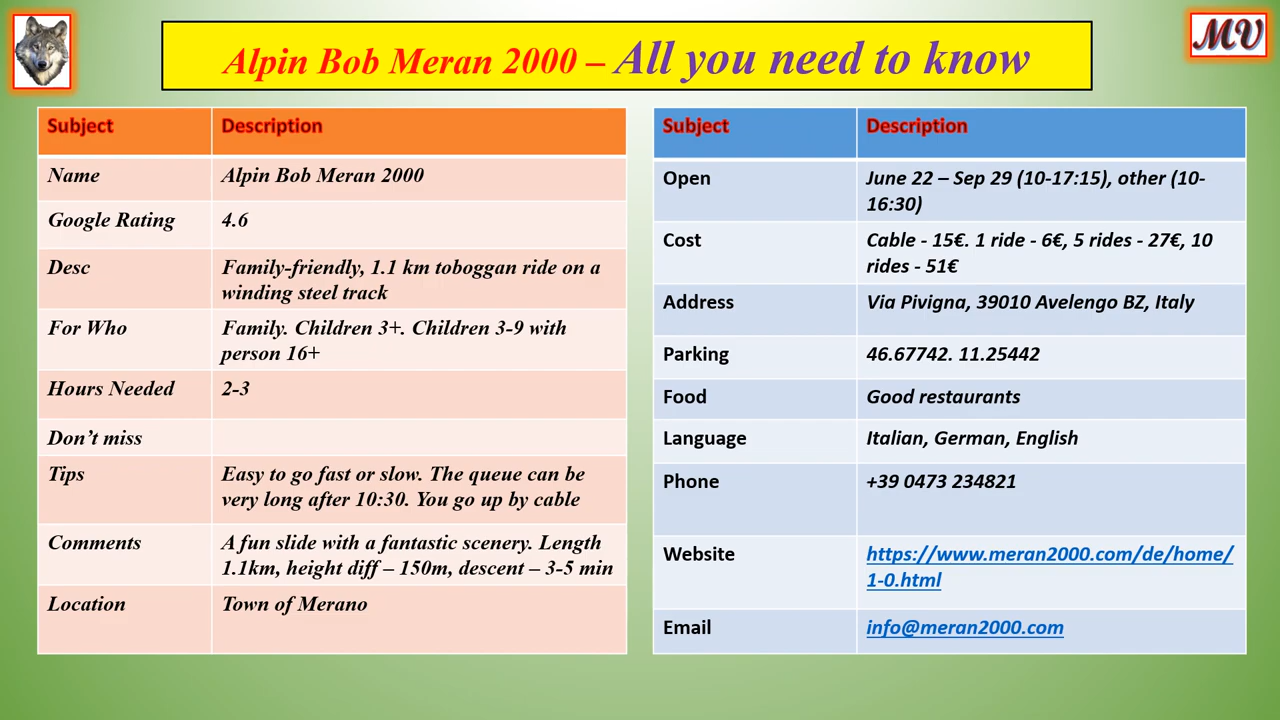 MV
Alpin Bob Meran 2000 – All you need to know
Subject Description
Name Alpin Bob Meran 2000
Google Rating 4.6
Desc Family-friendly, 1.1 km toboggan ride on a
winding steel track
For Who Family. Children 3+. Children 3-9 with
person 16+
Hours Needed 2-3
Don’t miss
Tips Easy to go fast or slow. The queue can be
very long after 10:30. You go up by cable
Comments A fun slide with a fantastic scenery. Length
1.1km, height diff – 150m, descent – 3-5 min
Location Town of Merano
Subject Description
Open June 22 – Sep 29 (10-17:15), other (10-
16:30)
Cost Cable - 15€. 1 ride - 6€, 5 rides - 27€, 10
rides - 51€
Address Via Pivigna, 39010 Avelengo BZ, Italy
Parking 46.67742. 11.25442
Food Good restaurants
Language Italian, German, English
Phone +39 0473 234821
Website https://www.meran2000.com/de/home/
1-0.html
Email info@meran2000.com